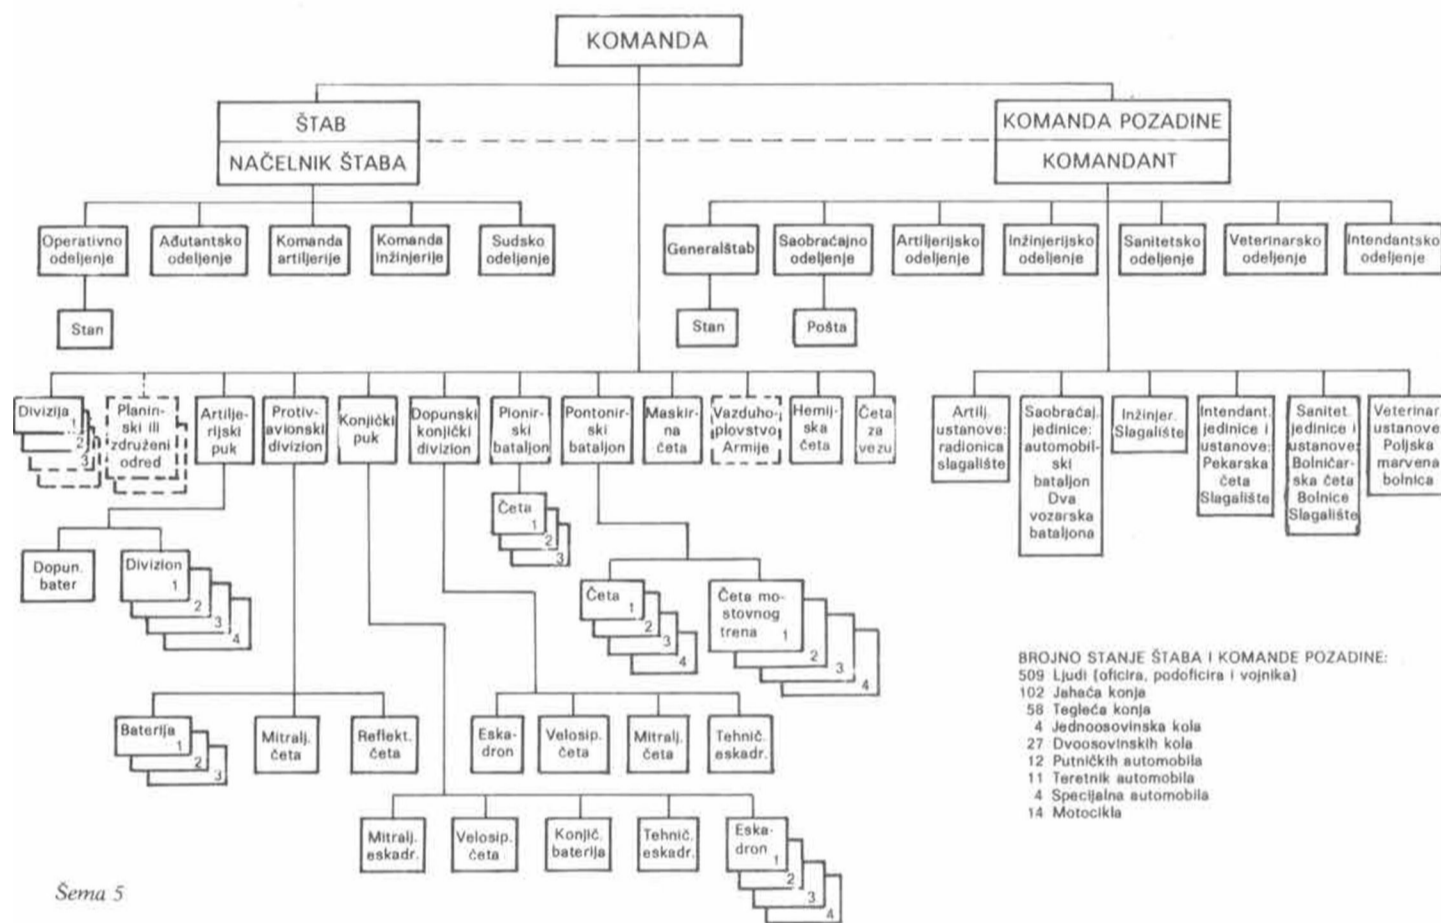 KOMANDA
ŠTAB
NAČELNIK ŠTABA
KOMANDA POZADINE
KOMANDANT
Operativno
odeljenje
Ađutantsko
odeljenje
Komanda
artiljerije
Komanda
inžinjerije
Sudsko
odeljenje
Generalštab
Saobraćajno
odeljenje
Artiljerijsko
odeljenje
Inžinjerijsko
odeljenje
Sanitetsko
odeljenje
Veterinarsko
odeljenje
Intendantsko
odeljenje
Stan
Stan
Pošta
Divizija
1
2
3
Planin-
ski ili
združeni
odred
Artilje-
rijski
puk
Protiv-
avionski
divizion
Konjički
puk
Dopunski
konjički
divizion
Pionir-
ski
bataljon
Pontonir-
ski
bataljon
Maskir-
na
četa
Vazduho-
plovstvo
Armije
Hemij-
ska
četa
Četa
za
vezu
Artilj.
ustanove:
radionica
slagalište
Saobraćaj.
jedinice:
automobil-
ski
bataljon
Dva
vozarska
bataljona
Inžinjer.
Slagalište
Intendant.
jedinice i
ustanove:
Pekarska
četa
Slagalište
Sanitet.
jedinice i
ustanove:
Bolničar-
ska četa
Bolnice
Slagalište
Veterinar.
ustanove:
Poljska
marvena
bolnica
Dopun.
bater
Divizion
1
2
3
4
Četa
1
2
3
Četa
1
2
3
4
Četa mo-
stovnog
trena
1
2
3
4
Baterija
1
2
3
Mitralj.
četa
Reflekt.
četa
Eska-
dron
Velosip.
četa
Mitralj.
četa
Tehnič.
eskadr.
Mitralj.
eskadr.
Velosip.
četa
Konjič.
baterija
Tehnič.
eskadr.
Eska-
dron
1
2
3
4
BROJNO STANJE ŠTABA I KOMANDE POZADINE:
509 Ljudi (oficira, podoficira i vojnika)
102 Jahaća konja
58 Tegleća konja
4 Jednoosovinska kola
27 Dvoosovinskih kola
12 Putničkih automobila
11 Teretnik automobila
4 Specijalna automobila
14 Motocikla
Šema 5